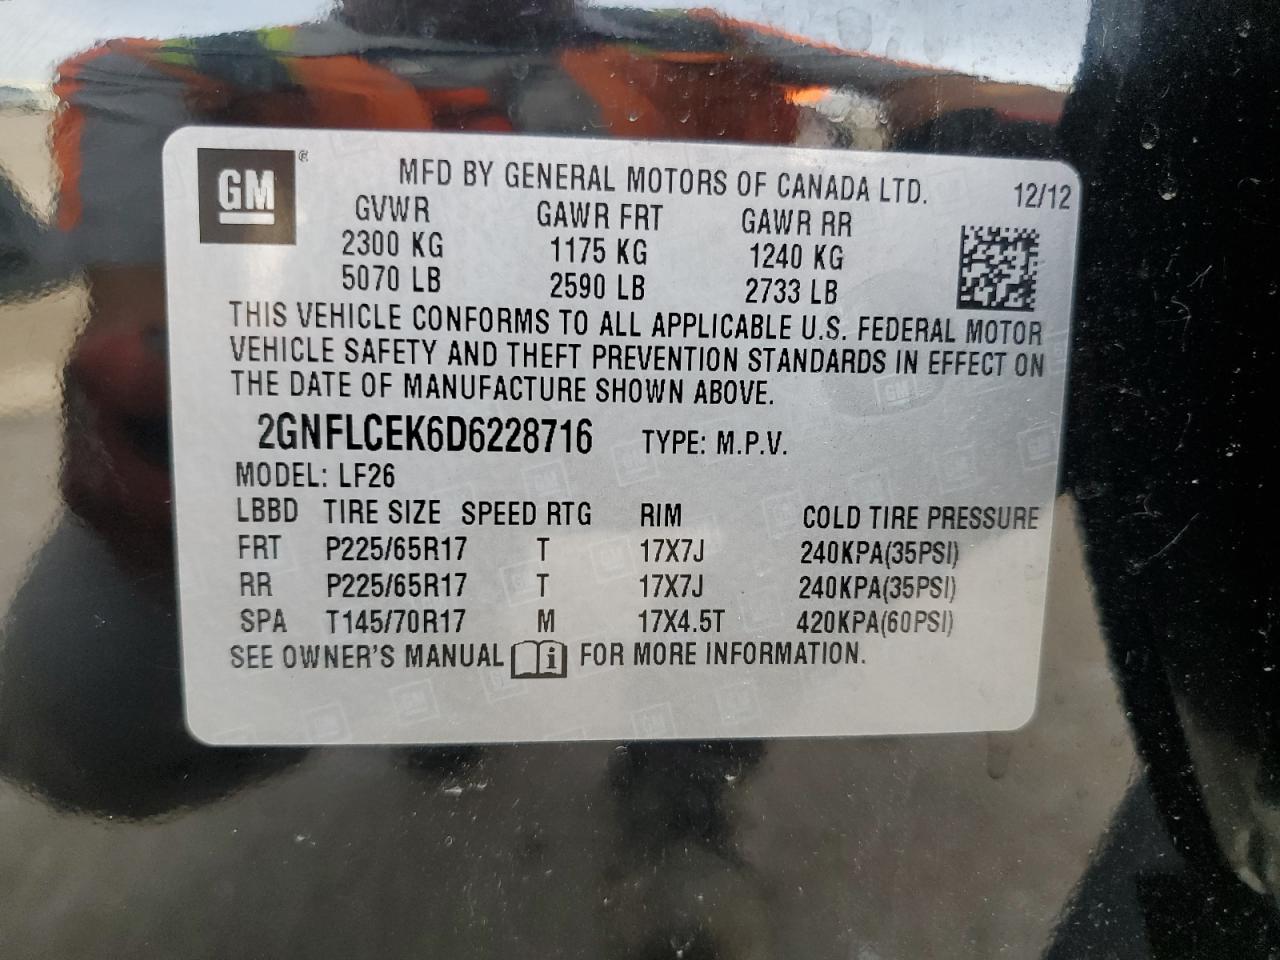 GM
MFD BY GENERAL MOTORS OF CANADA LTD. 12/12
GVWR GAWR FRT GAWR RR
2300 KG 1175 KG 1240 KG
5070 LB 2590 LB 2733 LB
THIS VEHICLE CONFORMS TO ALL APPLICABLE U.S. FEDERAL MOTOR
VEHICLE SAFETY AND THEFT PREVENTION STANDARDS IN EFFECT ON
THE DATE OF MANUFACTURE SHOWN ABOVE.
2GNFLCEK6D6228716 TYPE: M.P.V.
MODEL: LF26
LBBD TIRE SIZE SPEED RTG RIM COLD TIRE PRESSURE
FRT P225/65R17 T 17X7J 240KPA(35PSI)
RR P225/65R17 T 17X7J 240KPA(35PSI)
SPA T145/70R17 M 17X4.5T 420KPA(60PSI)
SEE OWNER'S MANUAL i FOR MORE INFORMATION.